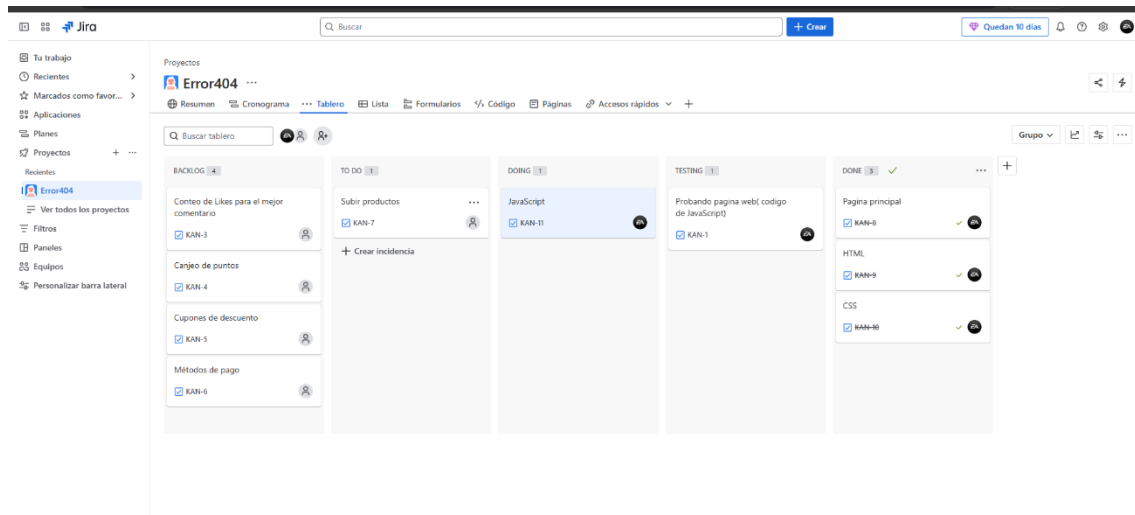 Jira
Buscar
+ Crear
Quedan 10 días
Tu trabajo
Recientes
Marcados como favor...
Aplicaciones
Planes
Proyectos
Recientes
Error404
Ver todos los proyectos
Filtros
Paneles
Equipos
Personalizar barra lateral
Proyectos
Error404
Resumen Cronograma Tablero Lista Formularios Código Páginas Accesos rápidos
Buscar tablero
Grupo
BACKLOG 4
Conteo de Likes para el mejor
comentario
KAN-3
Canjeo de puntos
KAN-4
Cupones de descuento
KAN-5
Métodos de pago
KAN-6
TO DO 1
Subir productos
KAN-7
+ Crear incidencia
DOING 1
JavaScript
KAN-11
TESTING 1
Probando pagina web( codigo
de JavaScript)
KAN-1
DONE 3
Pagina principal
KAN-8
HTML
KAN-9
CSS
KAN-10